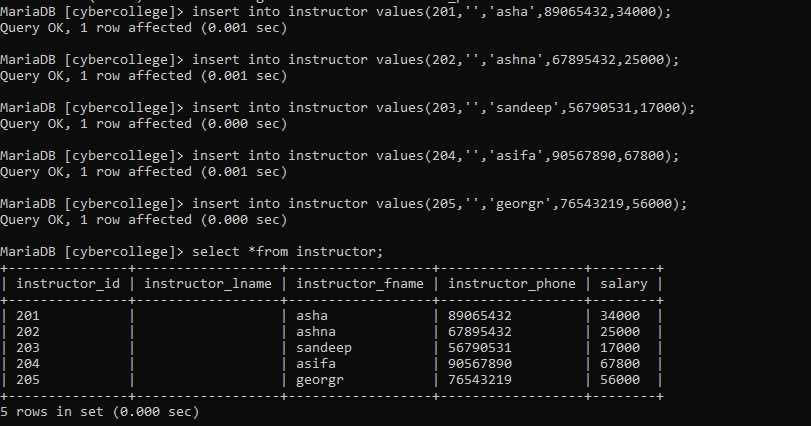 MariaDB [cybercollege]> insert into instructor values(201,'','asha',89065432,34000);
Query OK, 1 row affected (0.001 sec)
MariaDB [cybercollege]> insert into instructor values(202,'','ashna',67895432,25000);
Query OK, 1 row affected (0.001 sec)
MariaDB [cybercollege]> insert into instructor values(203,'','sandeep',56790531,17000);
Query OK, 1 row affected (0.000 sec)
MariaDB [cybercollege]> insert into instructor values(204,'','asifa',90567890,67800);
Query OK, 1 row affected (0.001 sec)
MariaDB [cybercollege]> insert into instructor values(205,'','georgr',76543219,56000);
Query OK, 1 row affected (0.000 sec)
MariaDB [cybercollege]> select *from instructor;
+---------------+------------------+------------------+------------------+--------+
| instructor_id | instructor_lname | instructor_fname | instructor_phone | salary |
+---------------+------------------+------------------+------------------+--------+
| 201           |                  | asha             | 89065432         | 34000  |
| 202           |                  | ashna            | 67895432         | 25000  |
| 203           |                  | sandeep          | 56790531         | 17000  |
| 204           |                  | asifa            | 90567890         | 67800  |
| 205           |                  | georgr           | 76543219         | 56000  |
+---------------+------------------+------------------+------------------+--------+
5 rows in set (0.000 sec)